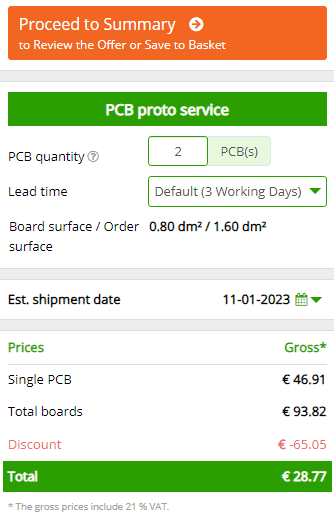 Proceed to Summary
to Review the Offer or Save to Basket
PCB proto service
PCB quantity ? 2 PCB(s)
Lead time Default (3 Working Days)
Board surface / Order 0.80 dm² / 1.60 dm²
surface
Est. shipment date 11-01-2023
Prices Gross*
Single PCB € 46.91
Total boards € 93.82
Discount € -65.05
Total € 28.77
* The gross prices include 21 % VAT.